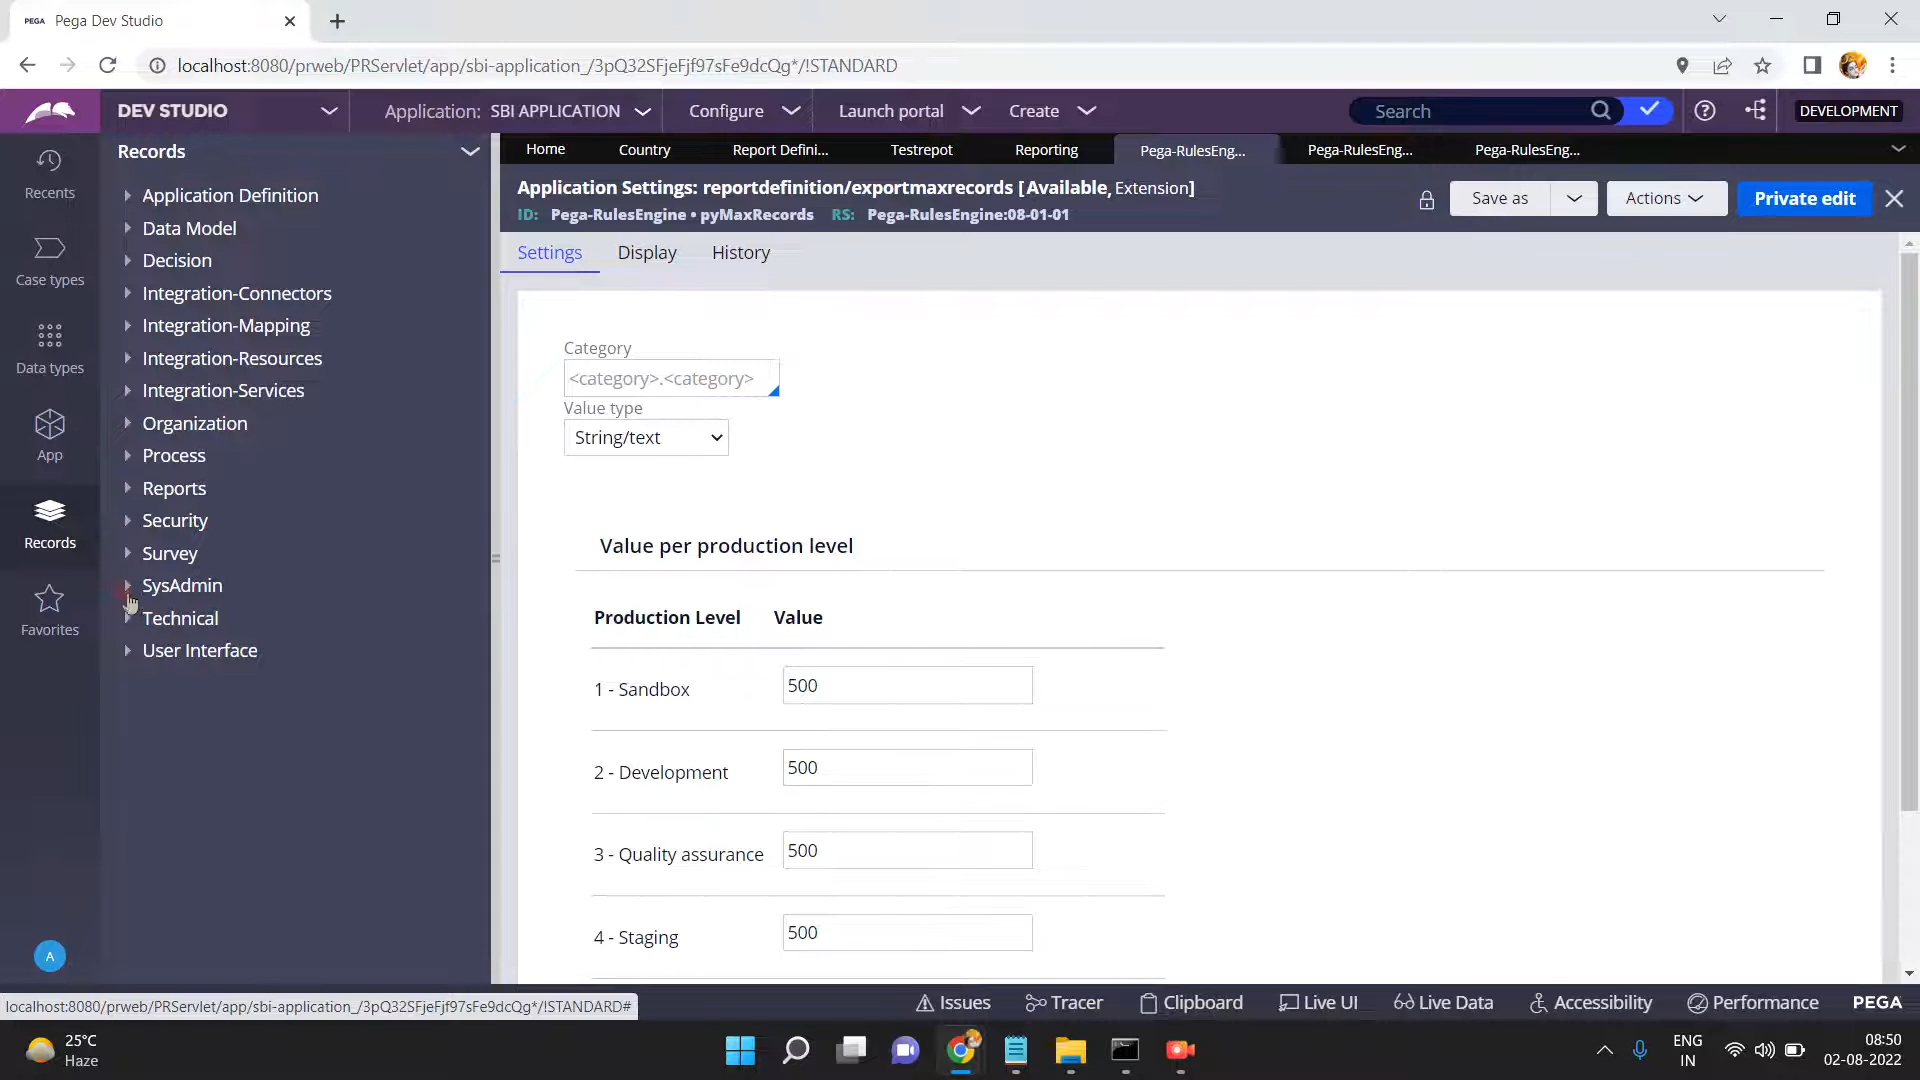 PEGA Pega Dev Studio
localhost:8080/prweb/PRServlet/app/sbi-application_/3pQ32SFjeFjf97sFe9dcQg*/!STANDARD
DEV STUDIO Application: SBI APPLICATION Configure Launch portal Create Search DEVELOPMENT
Recents
Case types
Data types
App
Records
Favorites
A
Records
Application Definition
Data Model
Decision
Integration-Connectors
Integration-Mapping
Integration-Resources
Integration-Services
Organization
Process
Reports
Security
Survey
SysAdmin
Technical
User Interface
Home Country Report Defini... Testrepot Reporting Pega-RulesEng... Pega-RulesEng... Pega-RulesEng...
Application Settings: reportdefinition/exportmaxrecords [Available, Extension]
ID: Pega-RulesEngine • pyMaxRecords RS: Pega-RulesEngine:08-01-01
Save as Actions Private edit
Settings Display History
Category
<category>.<category>
Value type
String/text
Value per production level
Production Level Value
1 - Sandbox 500
2 - Development 500
3 - Quality assurance 500
4 - Staging 500
localhost:8080/prweb/PRServlet/app/sbi-application_/3pQ32SFjeFjf97sFe9dcQg*/!STANDARD#
Issues Tracer Clipboard Live UI Live Data Accessibility Performance PEGA
25°C
Haze
ENG
IN
08:50
02-08-2022